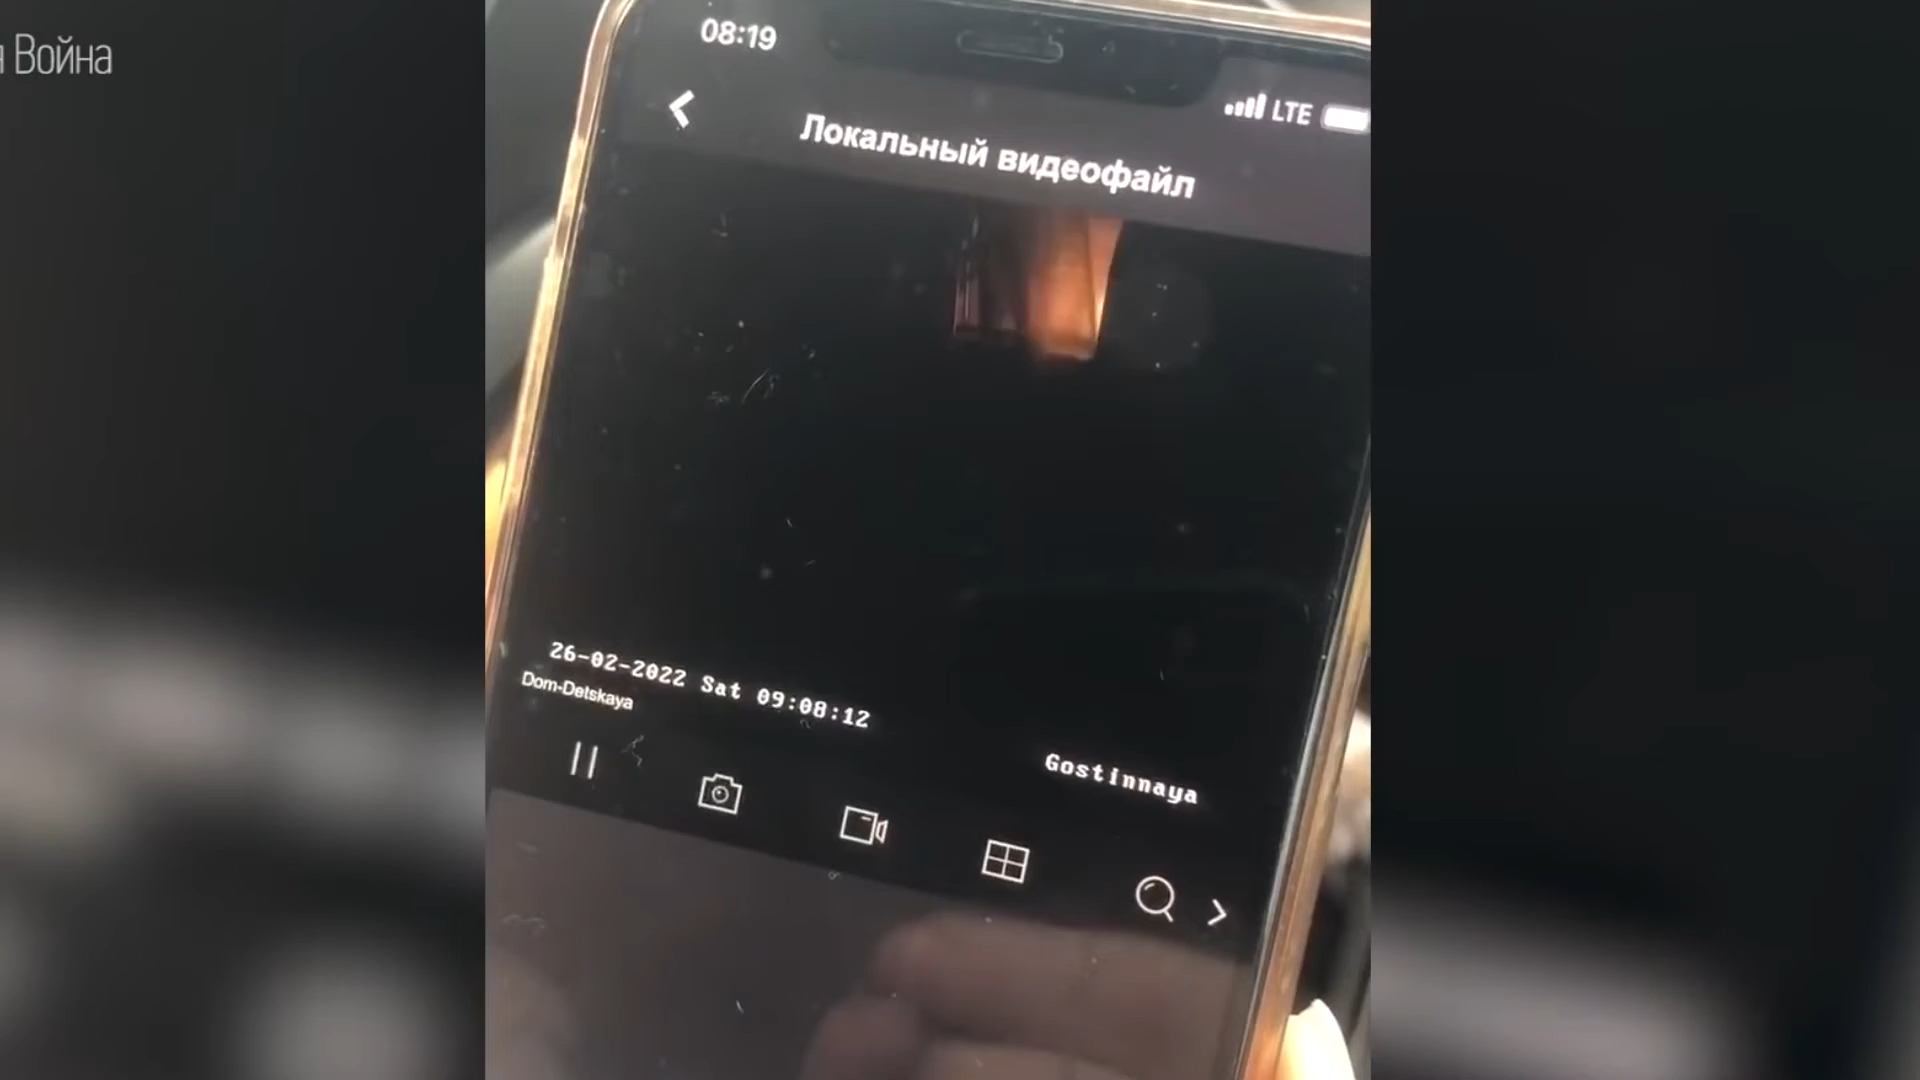 я Война
08:19
LTE
Локальный видеофайл
26-02-2022 Sat 09:08:12
Dom-Detskaya
Gostinnaya